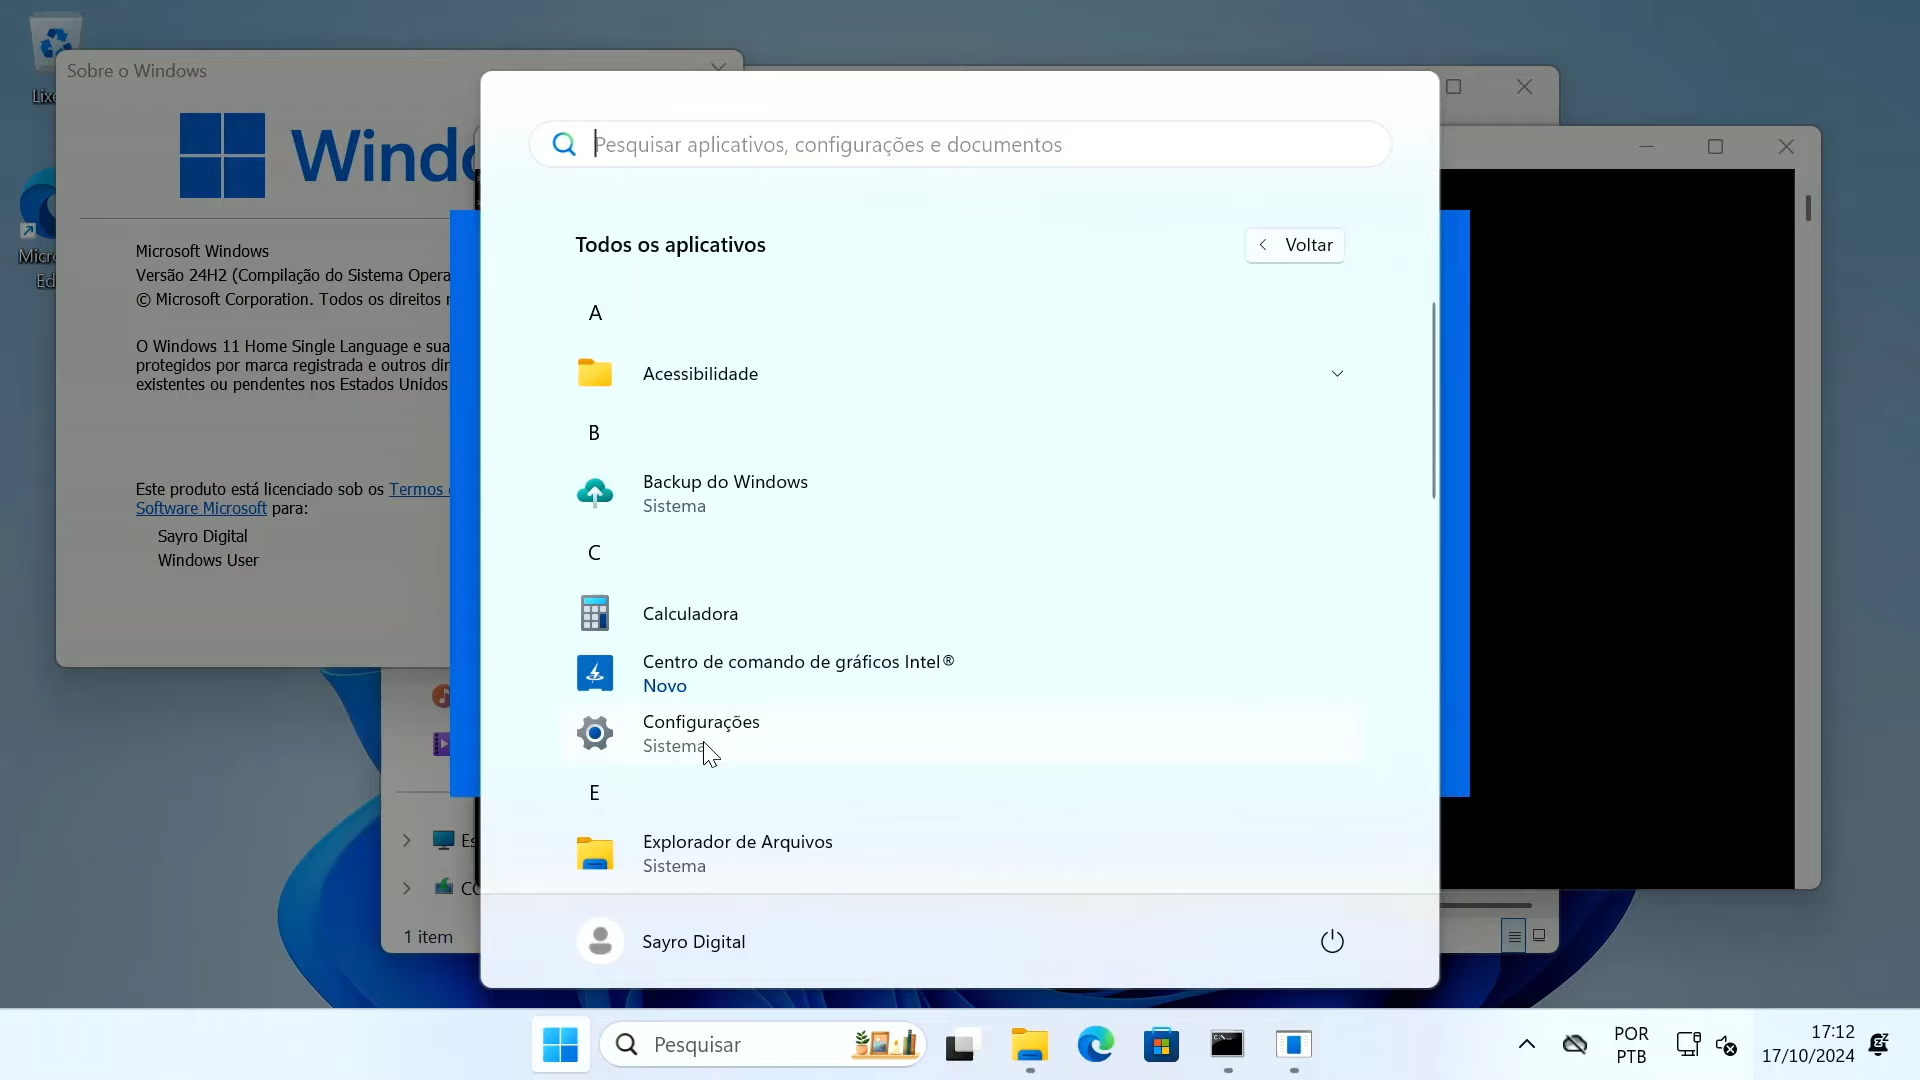 Lixe
Sobre o Windows
Windo
Micro
Ed
Microsoft Windows
Versão 24H2 (Compilação do Sistema Opera
© Microsoft Corporation. Todos os direitos r
O Windows 11 Home Single Language e sua
protegidos por marca registrada e outros dir
existentes ou pendentes nos Estados Unidos
Este produto está licenciado sob os Termos
Software Microsoft para:
Sayro Digital
Windows User
Es
1 item
Pesquisar aplicativos, configurações e documentos
Todos os aplicativos
Voltar
A
Acessibilidade
B
Backup do Windows
Sistema
C
Calculadora
Centro de comando de gráficos Intel®
Novo
Configurações
Sistema
E
Explorador de Arquivos
Sistema
Sayro Digital
Pesquisar
POR
PTB
17:12
17/10/2024